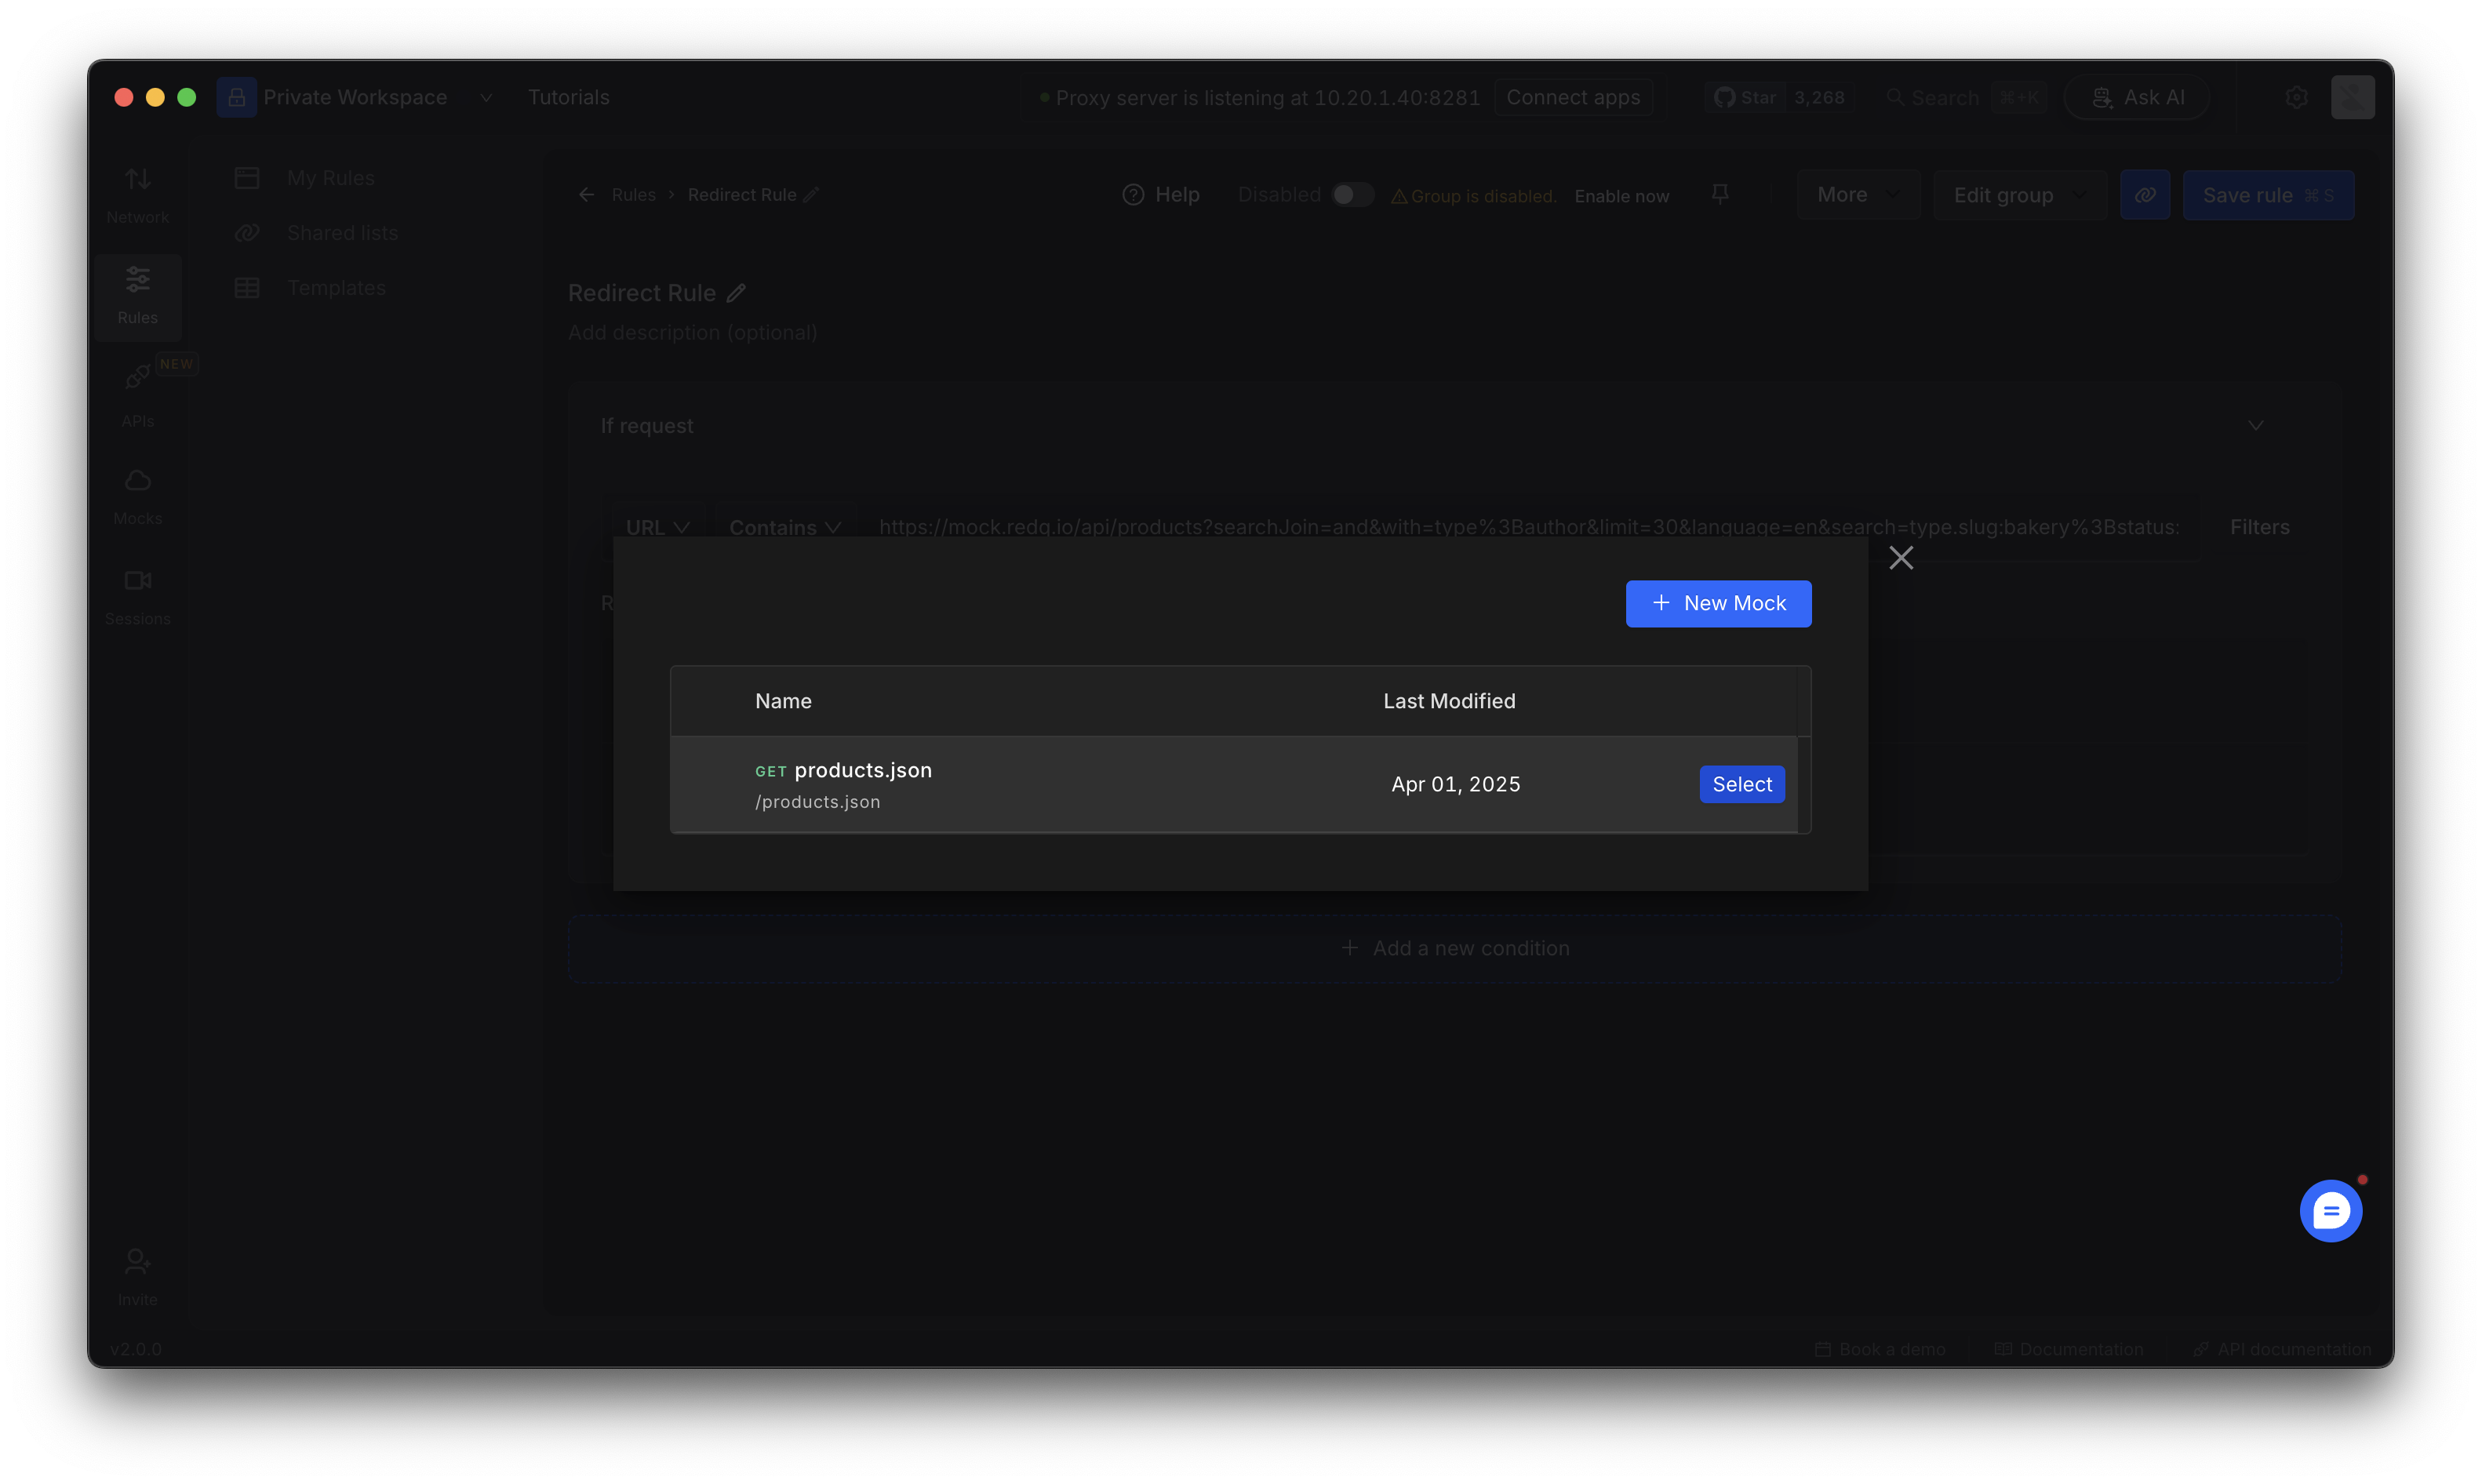 Private Workspace
Tutorials
Proxy server is listening at 10.20.1.40:8281
Connect apps
Star 3,268
Search ⌘+K
Ask AI
Network
Rules
NEW
APIs
Mocks
Sessions
Invite
v2.0.0
My Rules
Shared lists
Templates
Rules › Redirect Rule
Help
Disabled
Group is disabled. Enable now
More
Edit group
Save rule ⌘ S
Redirect Rule
Add description (optional)
If request
URL
Contains
https://mock.redq.io/api/products?searchJoin=and&with=type%3Bauthor&limit=30&language=en&search=type.slug:bakery%3Bstatus:
Filters
R
+ New Mock
Name
Last Modified
GET products.json
/products.json
Apr 01, 2025
Select
+ Add a new condition
Book a demo
Documentation
API documentation